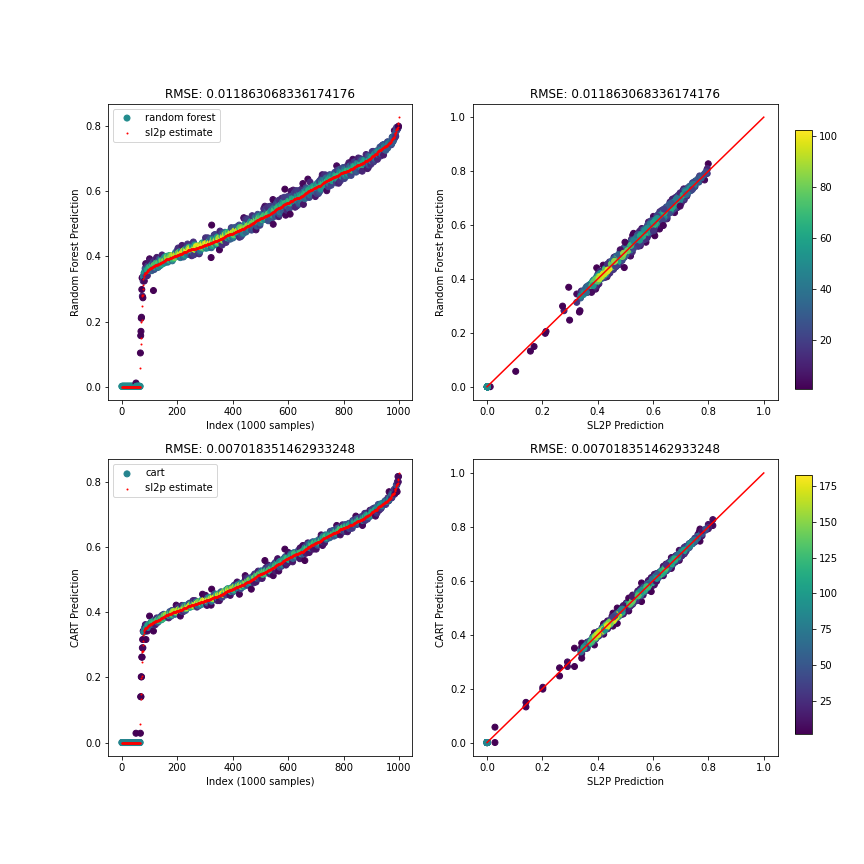 RMSE: 0.011863068336174176
random forest
sl2p estimate
Random Forest Prediction
0.8
0.6
0.4
0.2
0.0
0 200 400 600 800 1000
Index (1000 samples)
RMSE: 0.011863068336174176
Random Forest Prediction
1.0
0.8
0.6
0.4
0.2
0.0
0.0 0.2 0.4 0.6 0.8 1.0
SL2P Prediction
100
80
60
40
20
RMSE: 0.007018351462933248
cart
sl2p estimate
CART Prediction
0.8
0.6
0.4
0.2
0.0
0 200 400 600 800 1000
Index (1000 samples)
RMSE: 0.007018351462933248
CART Prediction
1.0
0.8
0.6
0.4
0.2
0.0
0.0 0.2 0.4 0.6 0.8 1.0
SL2P Prediction
175
150
125
100
75
50
25